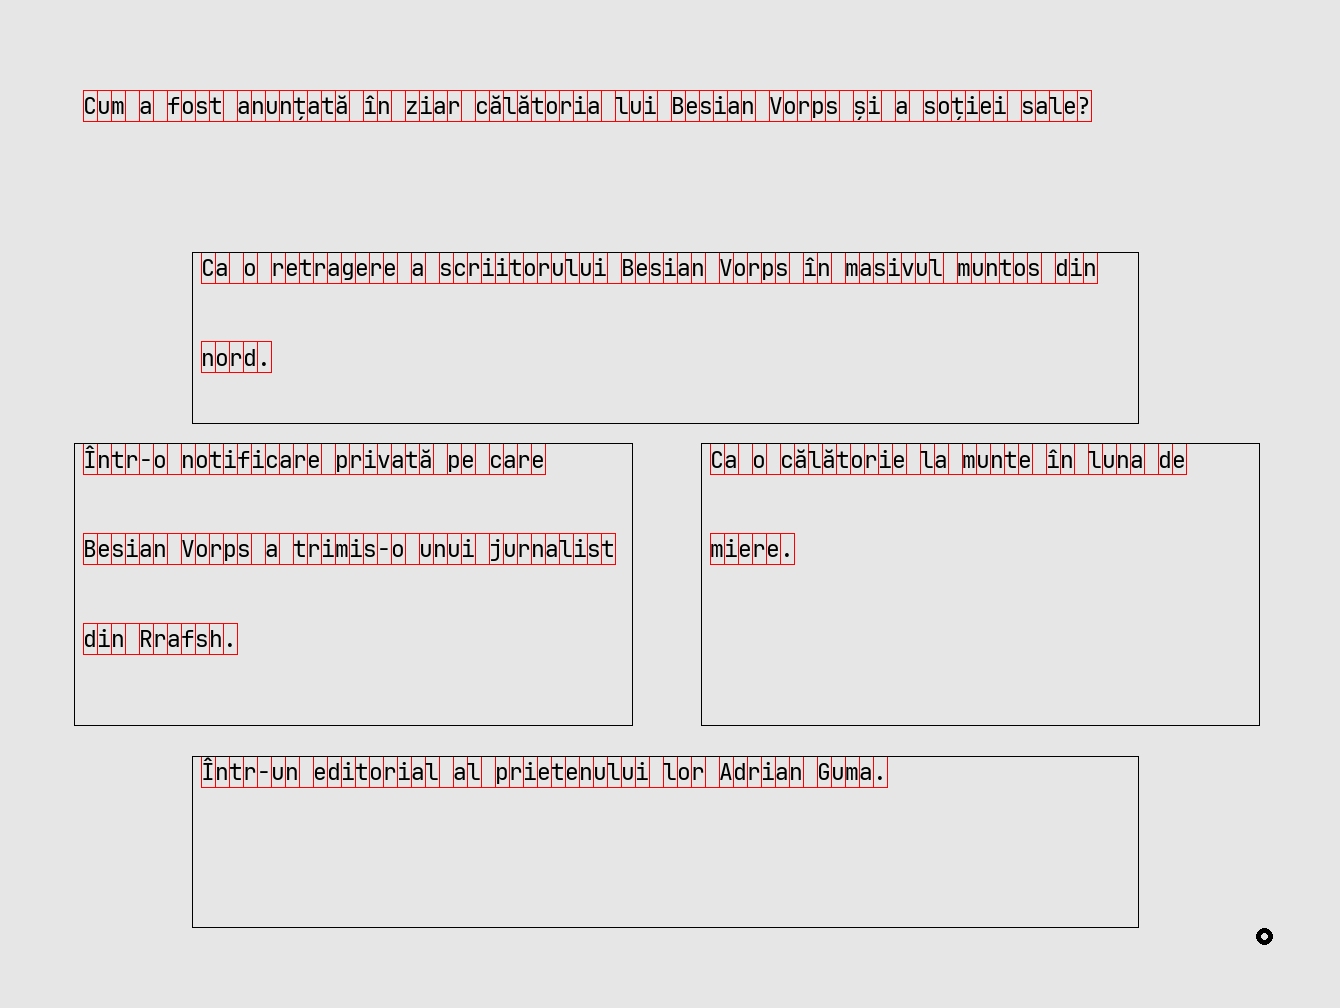 Cum a fost anunțată în ziar călătoria lui Besian Vorps și a soției sale?
Ca o retragere a scriitorului Besian Vorps în masivul muntos din
nord.
Într-o notificare privată pe care
Besian Vorps a trimis-o unui jurnalist
din Rrafsh.
Ca o călătorie la munte în luna de
miere.
Într-un editorial al prietenului lor Adrian Guma.